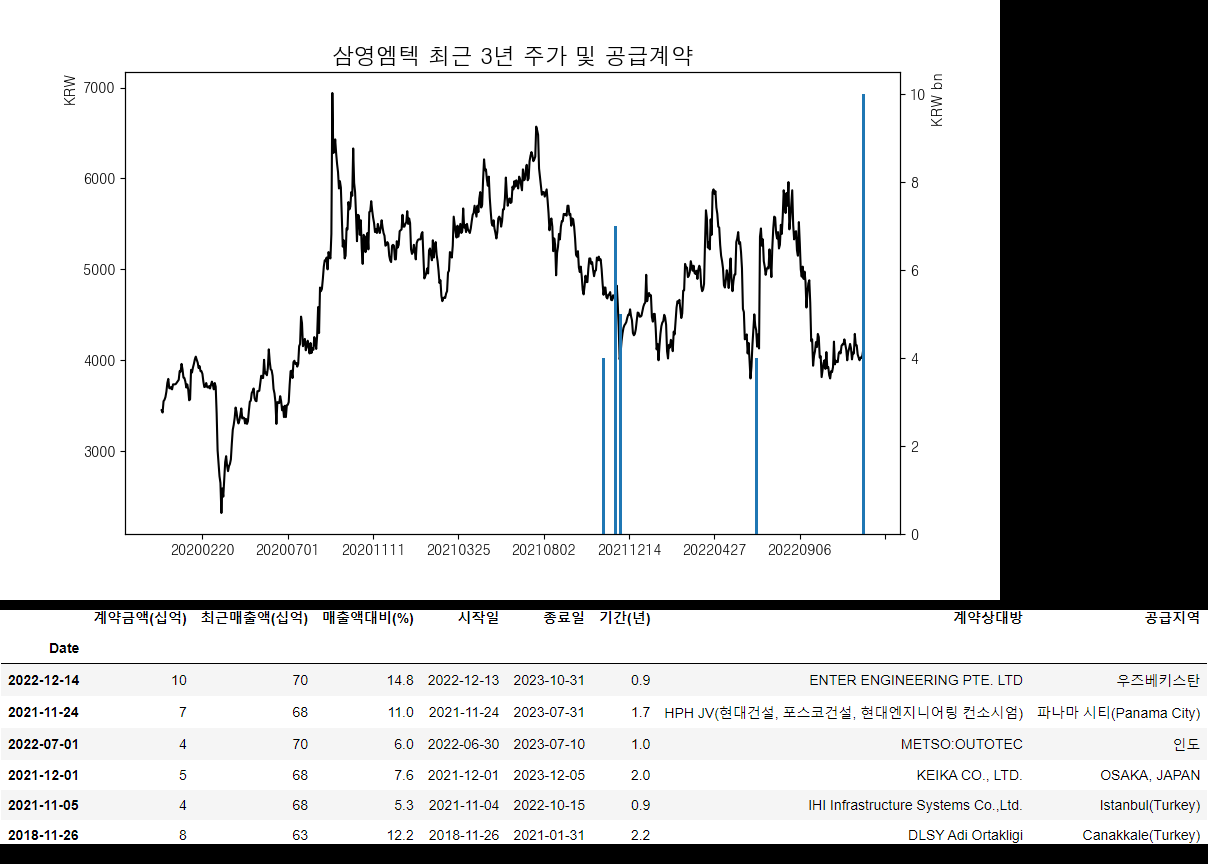 삼영엠텍 최근 3년 주가 및 공급계약
KRW
KRW bn
7000
6000
5000
4000
3000
10
8
6
4
2
0
20200220 20200701 20201111 20210325 20210802 20211214 20220427 20220906
계약금액(십억) 최근매출액(십억) 매출액대비(%) 시작일 종료일 기간(년) 계약상대방 공급지역
Date
2022-12-14 10 70 14.8 2022-12-13 2023-10-31 0.9 ENTER ENGINEERING PTE. LTD 우즈베키스탄
2021-11-24 7 68 11.0 2021-11-24 2023-07-31 1.7 HPH JV(현대건설, 포스코건설, 현대엔지니어링 컨소시엄) 파나마 시티(Panama City)
2022-07-01 4 70 6.0 2022-06-30 2023-07-10 1.0 METSO:OUTOTEC 인도
2021-12-01 5 68 7.6 2021-12-01 2023-12-05 2.0 KEIKA CO., LTD. OSAKA, JAPAN
2021-11-05 4 68 5.3 2021-11-04 2022-10-15 0.9 IHI Infrastructure Systems Co.,Ltd. Istanbul(Turkey)
2018-11-26 8 63 12.2 2018-11-26 2021-01-31 2.2 DLSY Adi Ortakligi Canakkale(Turkey)